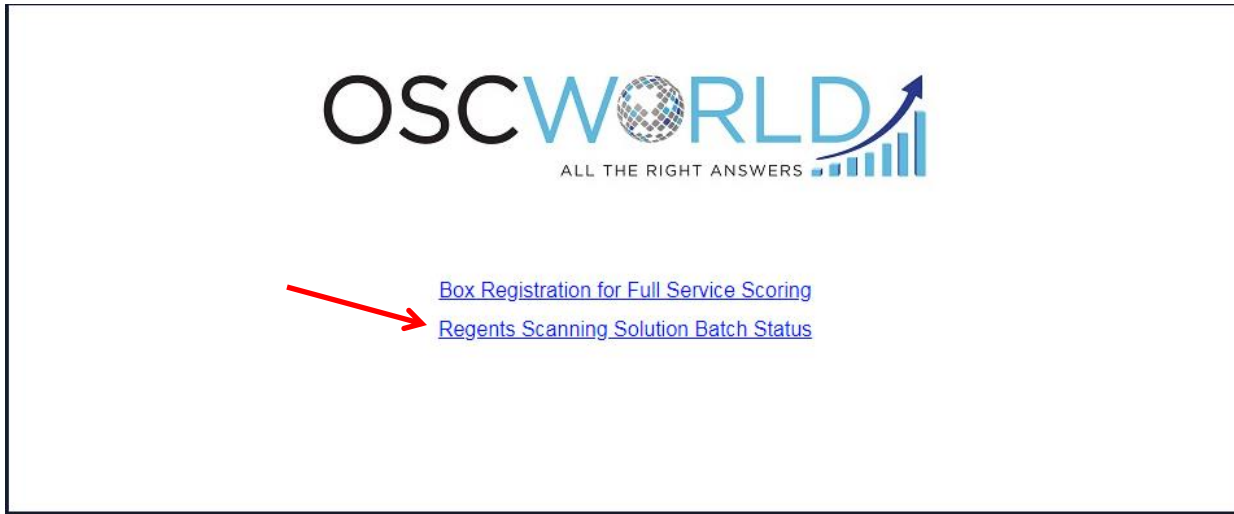 OSCWORLD
ALL THE RIGHT ANSWERS
Box Registration for Full Service Scoring
Regents Scanning Solution Batch Status